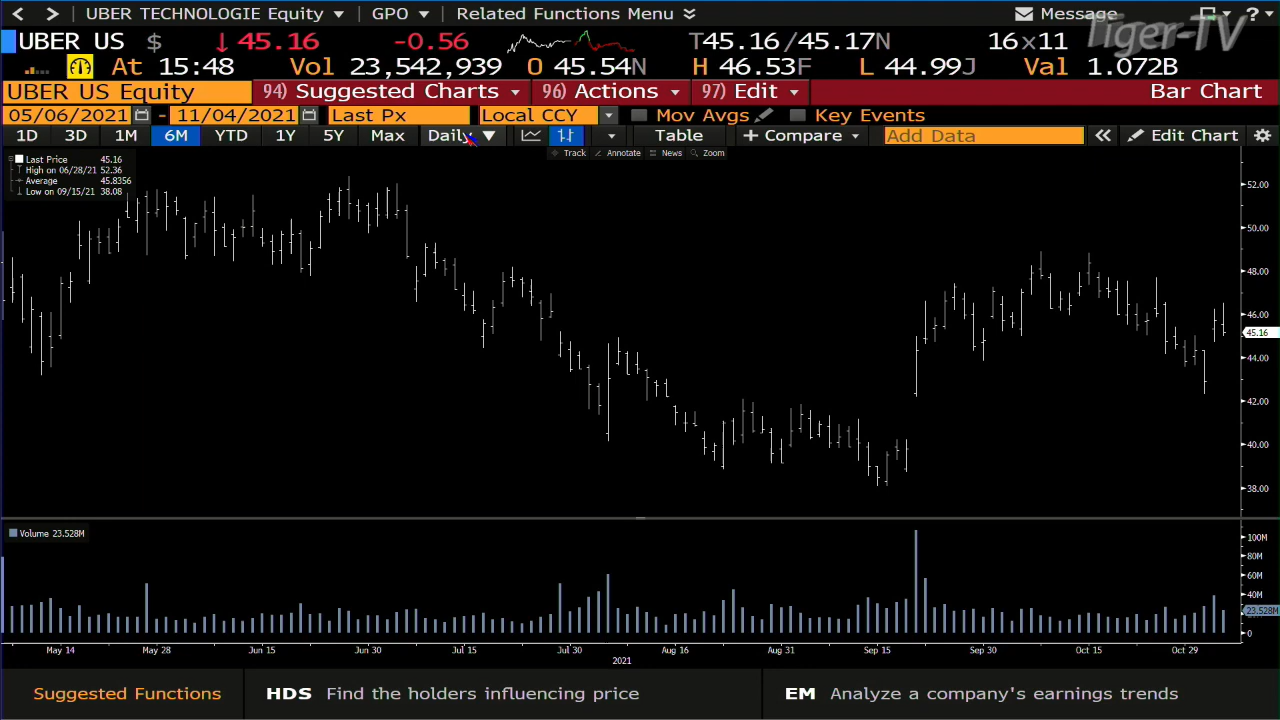 UBER TECHNOLOGIE Equity GPO Related Functions Menu Message ?
Tiger-TV
UBER US $ 45.16 -0.56 T45.16/45.17N 16x11
At 15:48 Vol 23,542,939 O 45.54N H 46.53F L 44.99J Val 1.072B
UBER US Equity 94) Suggested Charts 96) Actions 97) Edit Bar Chart
05/06/2021 - 11/04/2021 Last Px Local CCY Mov Avgs Key Events
1D 3D 1M 6M YTD 1Y 5Y Max Daily Table + Compare Add Data Edit Chart
Track Annotate News Zoom
Last Price 45.16
High on 06/28/21 52.36
Average 45.8356
Low on 09/15/21 38.08
52.00
50.00
48.00
46.00
45.16
44.00
42.00
40.00
38.00
Volume 23.528M
100M
80M
60M
40M
23.528M
0
May 14 May 28 Jun 15 Jun 30 Jul 15 Jul 30 Aug 16 Aug 31 Sep 15 Sep 30 Oct 15 Oct 29
2021
Suggested Functions HDS Find the holders influencing price EM Analyze a company's earnings trends